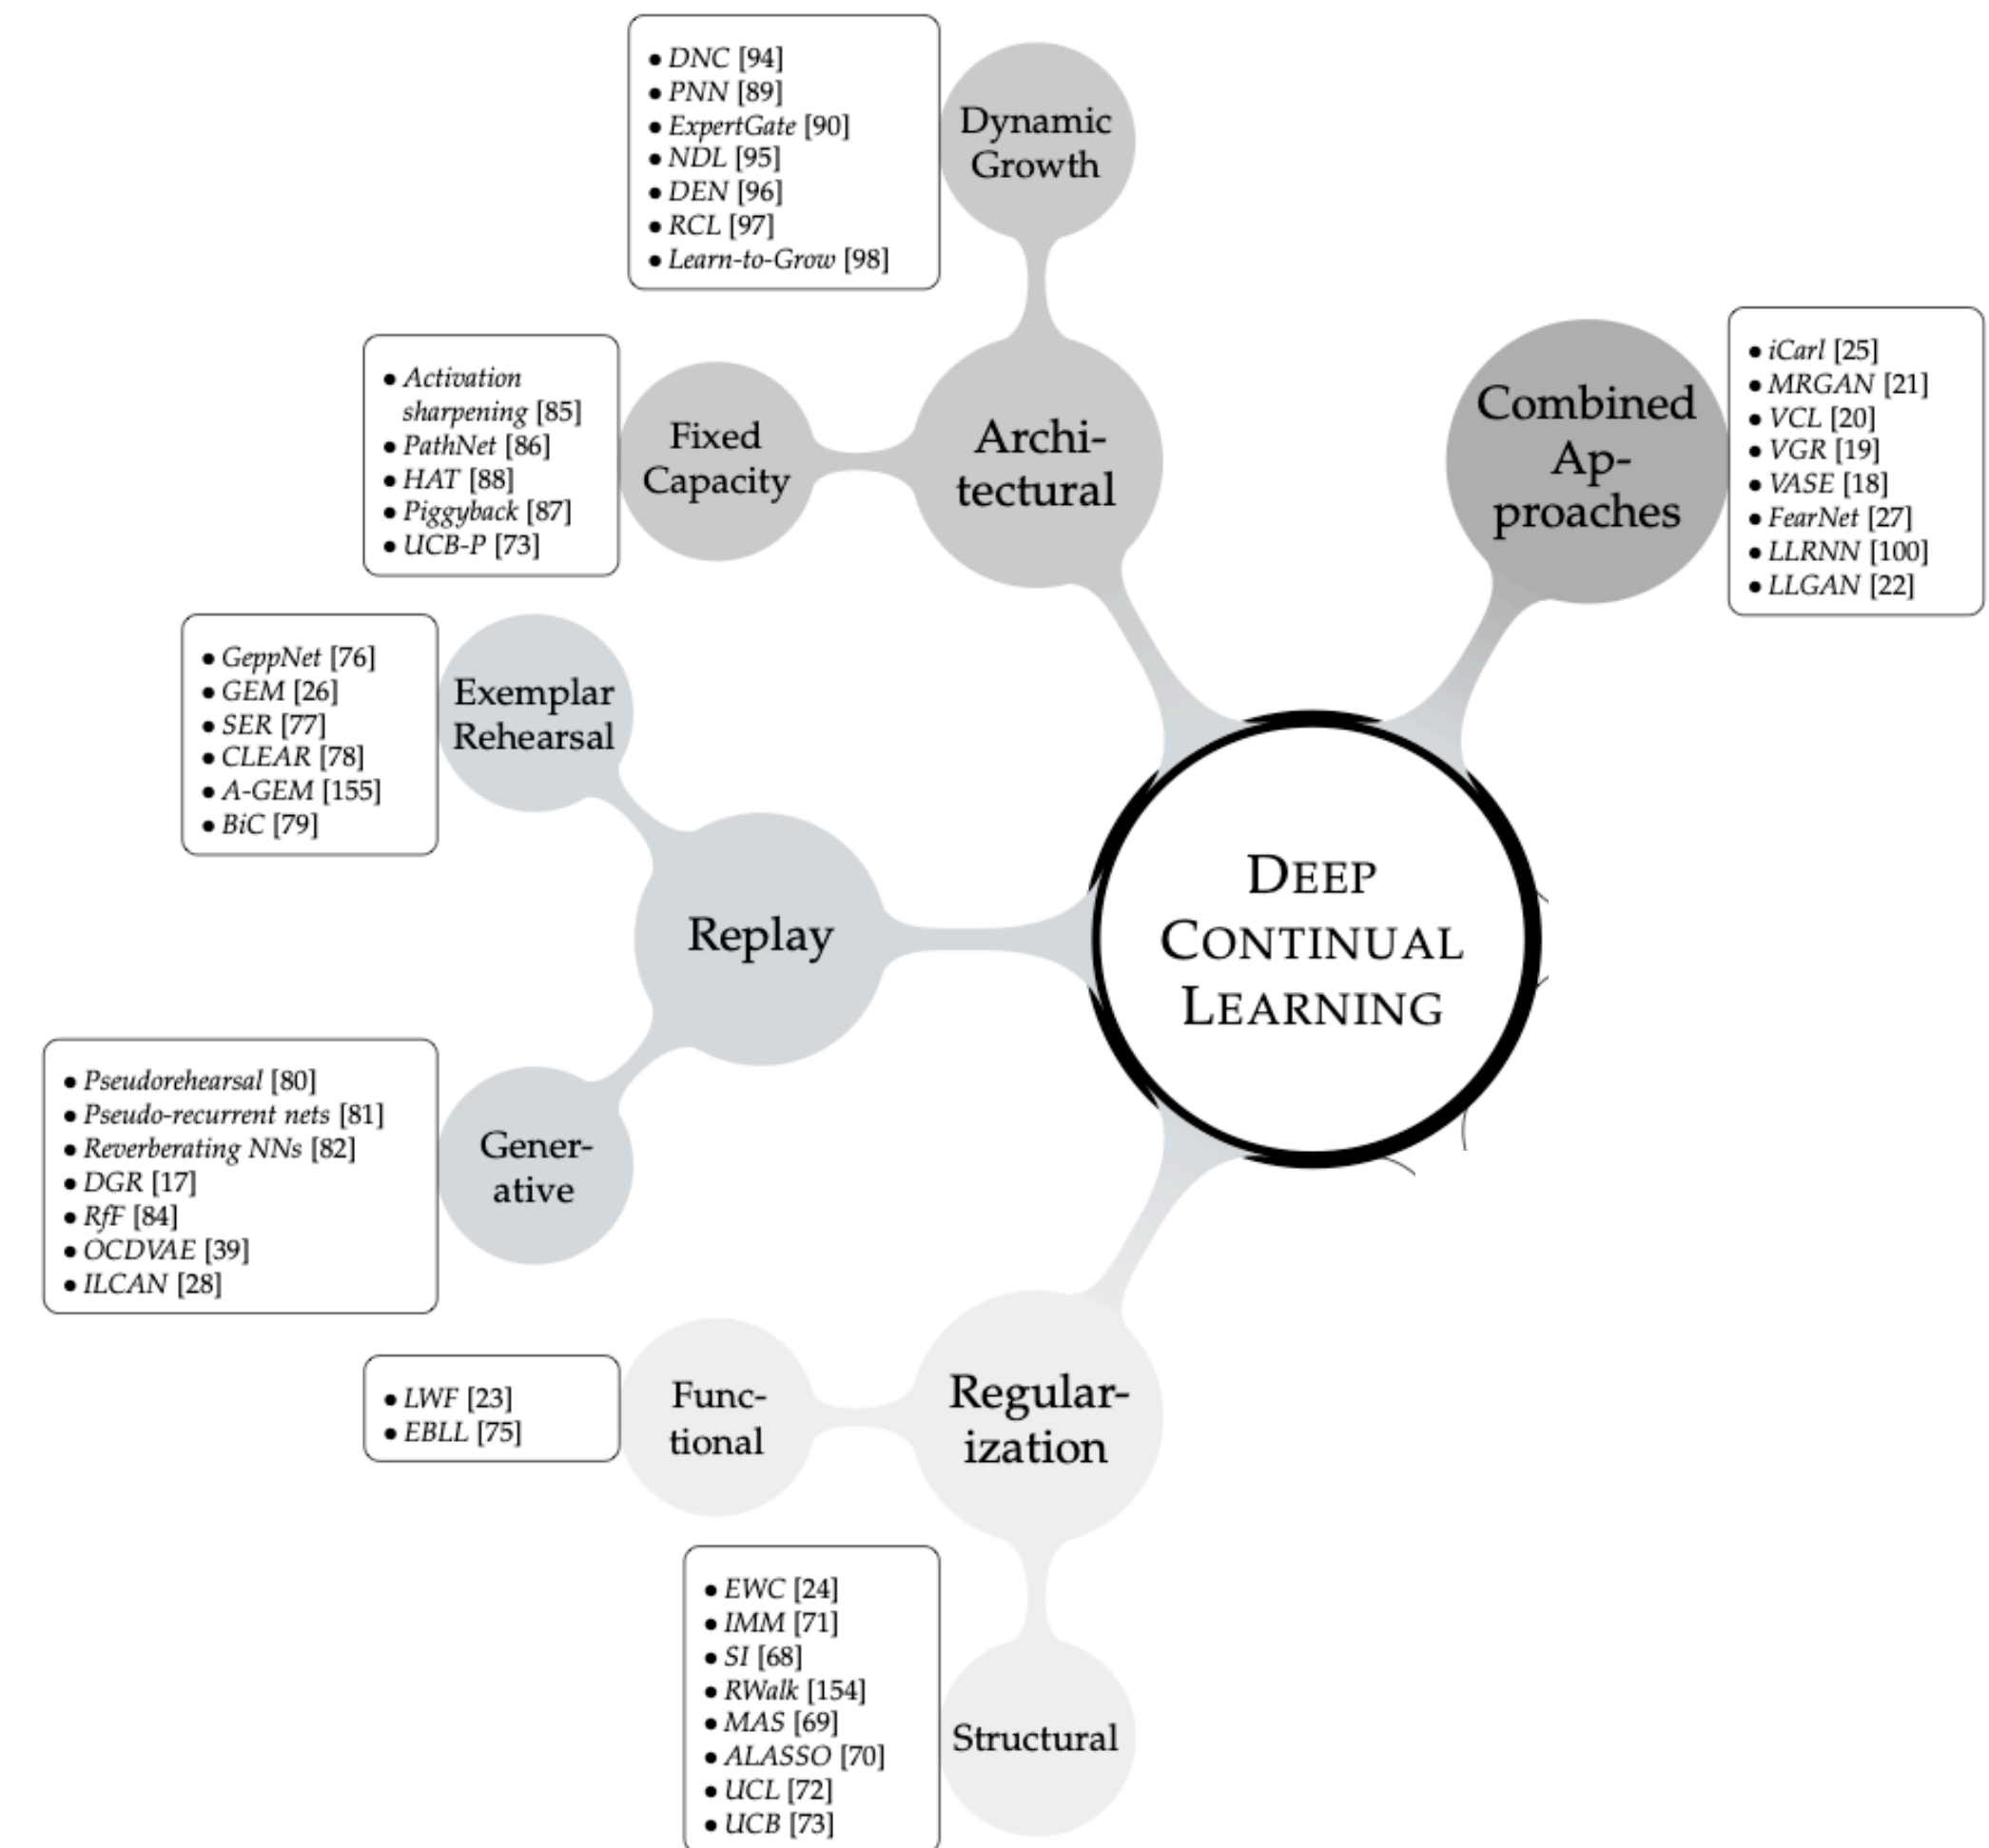 • DNC [94]
• PNN [89]
• ExpertGate [90]
• NDL [95]
• DEN [96]
• RCL [97]
• Learn-to-Grow [98]
Dynamic
Growth
• Activation
sharpening [85]
• PathNet [86]
• HAT [88]
• Piggyback [87]
• UCB-P [73]
Fixed
Capacity
Archi-
tectural
Combined
Ap-
proaches
• iCarl [25]
• MRGAN [21]
• VCL [20]
• VGR [19]
• VASE [18]
• FearNet [27]
• LLRNN [100]
• LLGAN [22]
• GeppNet [76]
• GEM [26]
• SER [77]
• CLEAR [78]
• A-GEM [155]
• BiC [79]
Exemplar
Rehearsal
Replay
DEEP
CONTINUAL
LEARNING
• Pseudorehearsal [80]
• Pseudo-recurrent nets [81]
• Reverberating NNs [82]
• DGR [17]
• RfF [84]
• OCDVAE [39]
• ILCAN [28]
Gener-
ative
• LWF [23]
• EBLL [75]
Func-
tional
Regular-
ization
• EWC [24]
• IMM [71]
• SI [68]
• RWalk [154]
• MAS [69]
• ALASSO [70]
• UCL [72]
• UCB [73]
Structural